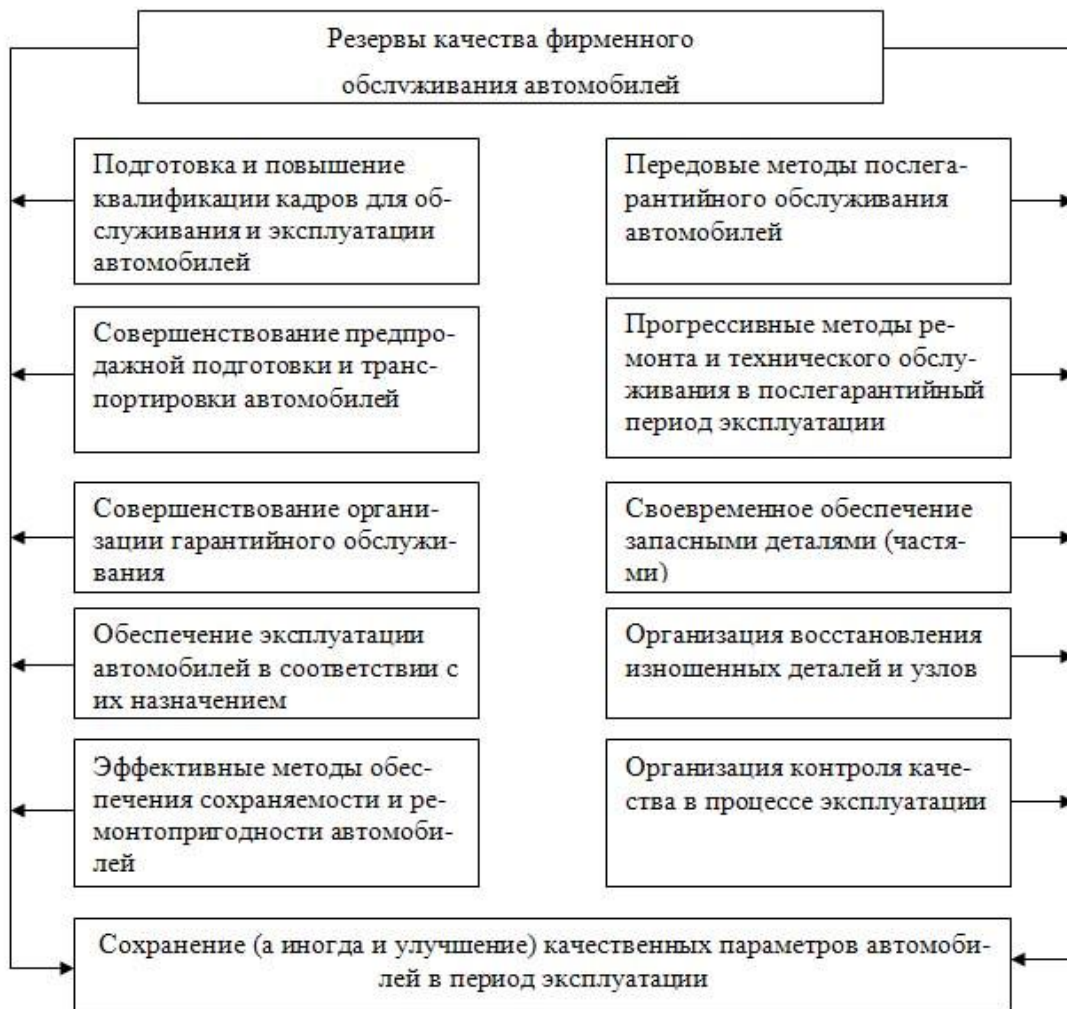 Резервы качества фирменного
обслуживания автомобилей
Подготовка и повышение
квалификации кадров для об-
служивания и эксплуатации
автомобилей
Совершенствование предпро-
дажной подготовки и транс-
портировки автомобилей
Совершенствование органи-
зации гарантийного обслужи-
вания
Обеспечение эксплуатации
автомобилей в соответствии с
их назначением
Эффективные методы обес-
печения сохраняемости и ре-
монтопригодности автомоби-
лей
Передовые методы послега-
рантийного обслуживания
автомобилей
Прогрессивные методы ре-
монта и технического обслу-
живания в послегарантийный
период эксплуатации
Своевременное обеспечение
запасными деталями (частя-
ми)
Организация восстановления
изношенных деталей и узлов
Организация контроля каче-
ства в процессе эксплуатации
Сохранение (а иногда и улучшение) качественных параметров автомоби-
лей в период эксплуатации